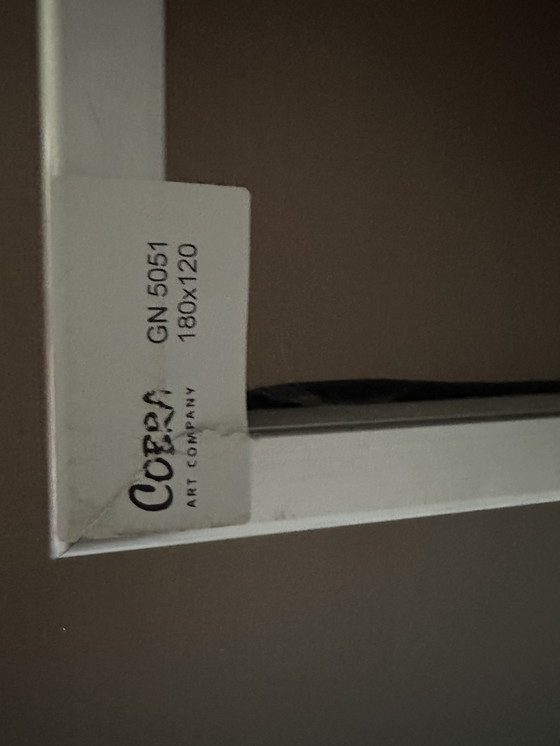 COBRA
ART COMPANY
GN 5051
180x120